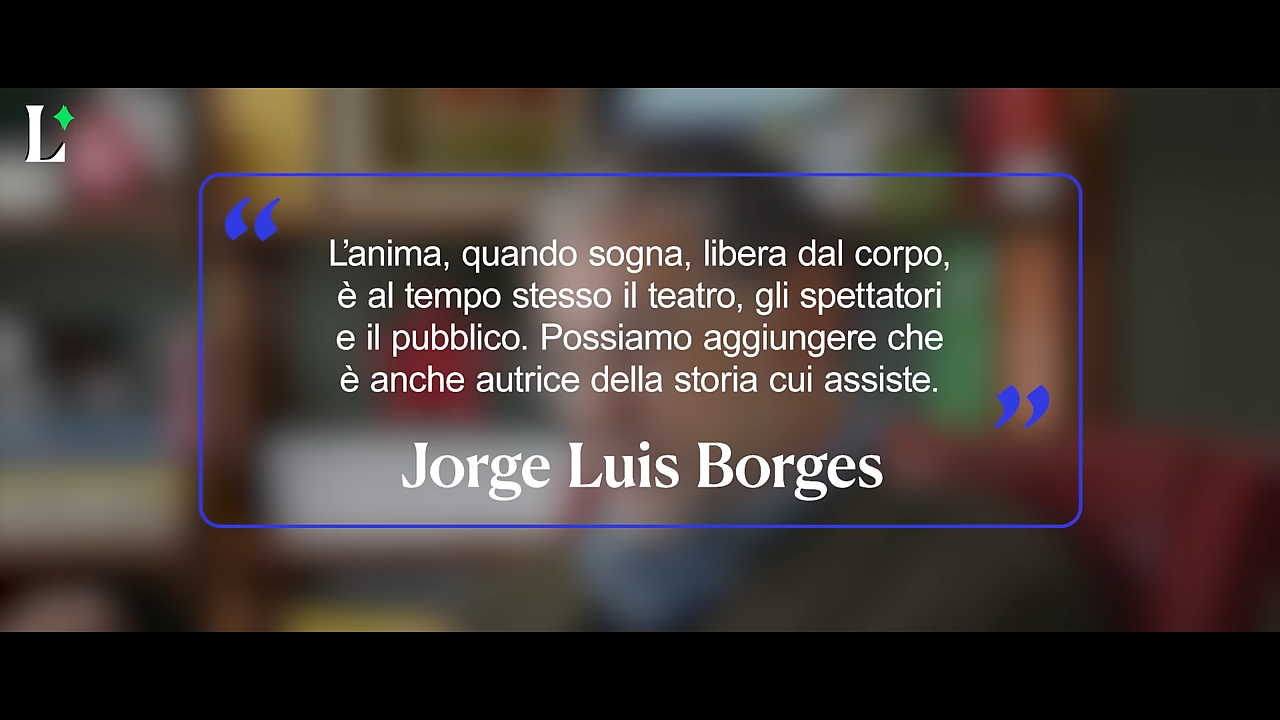 L
“
L’anima, quando sogna, libera dal corpo,
è al tempo stesso il teatro, gli spettatori
e il pubblico. Possiamo aggiungere che
è anche autrice della storia cui assiste.
”
Jorge Luis Borges